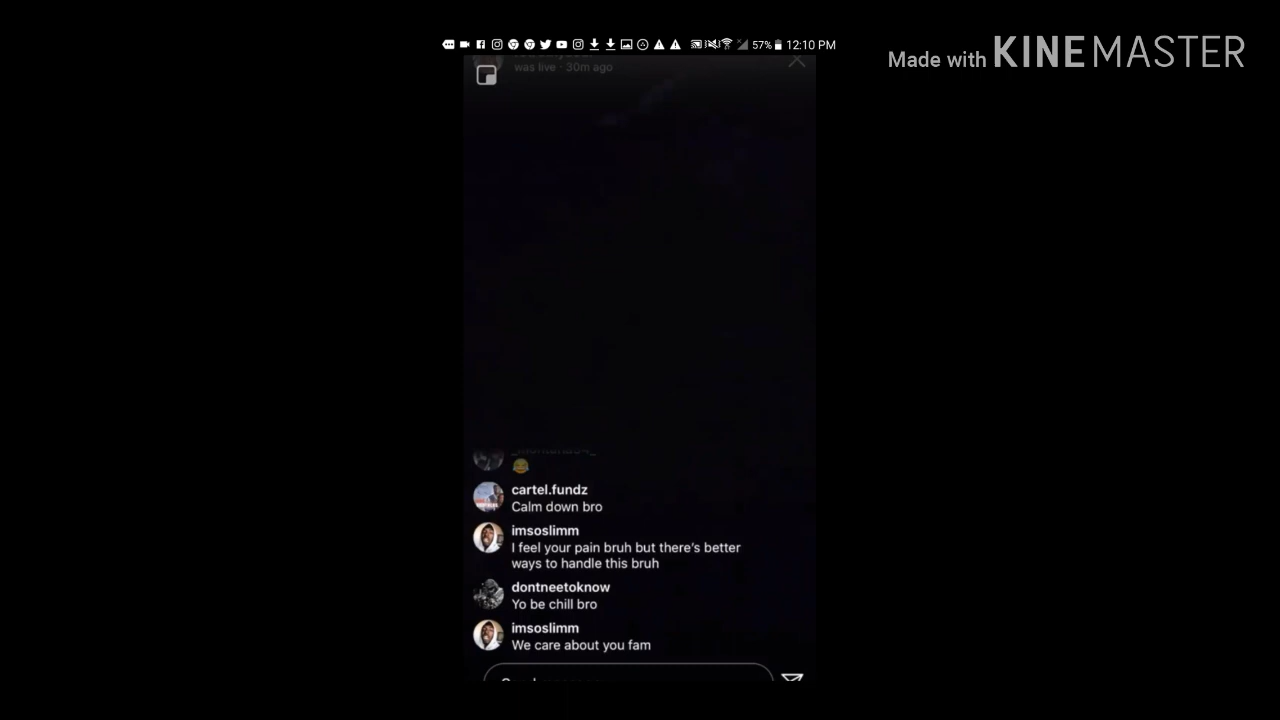 57% 12:10 PM
Made with KINEMASTER
was live · 30m ago
😂
cartel.fundz
Calm down bro
imsoslimm
I feel your pain bruh but there's better
ways to handle this bruh
dontneetoknow
Yo be chill bro
imsoslimm
We care about you fam